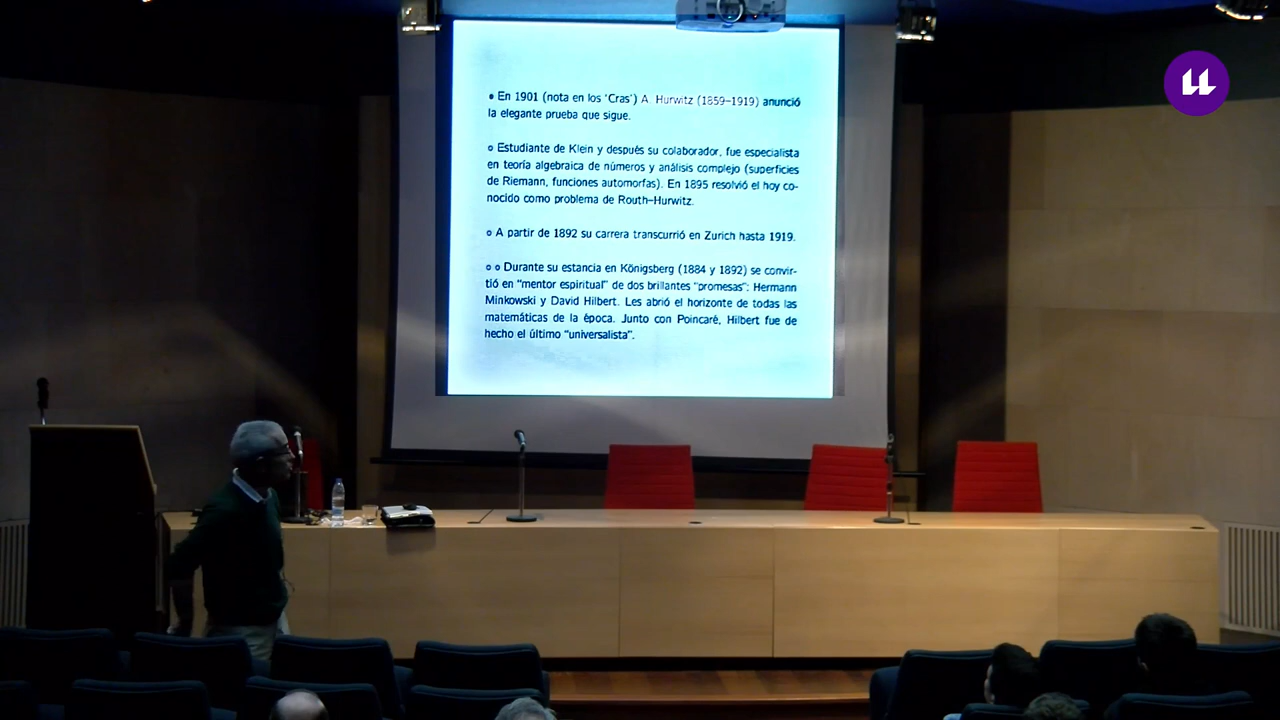 • En 1901 (nota en los 'Cras') A. Hurwitz (1859–1919) anunció
la elegante prueba que sigue.
o Estudiante de Klein y después su colaborador, fue especialista
en teoría algebraica de números y análisis complejo (superficies
de Riemann, funciones automorfas). En 1895 resolvió el hoy co-
nocido como problema de Routh–Hurwitz.
o A partir de 1892 su carrera transcurrió en Zurich hasta 1919.
o o Durante su estancia en Königsberg (1884 y 1892) se convir-
tió en "mentor espiritual" de dos brillantes "promesas": Hermann
Minkowski y David Hilbert. Les abrió el horizonte de todas las
matemáticas de la época. Junto con Poincaré, Hilbert fue de
hecho el último "universalista".